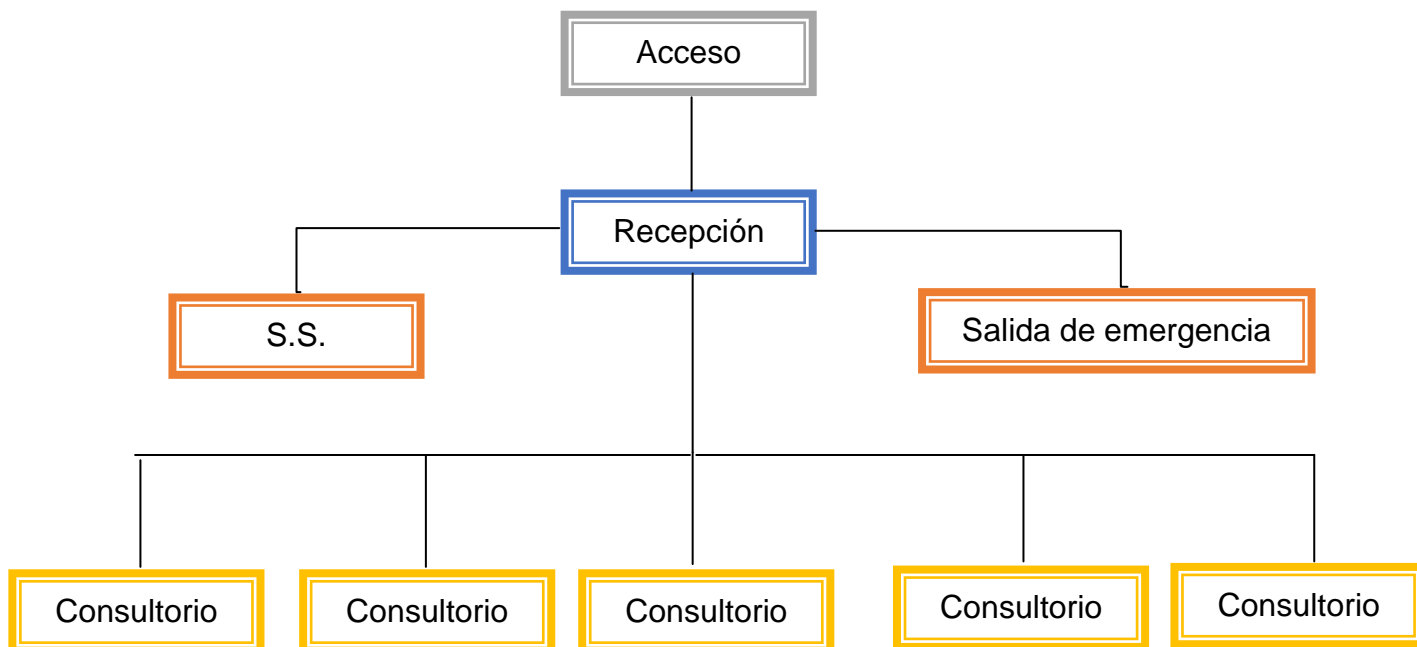 Acceso
Recepción
S.S.
Salida de emergencia
Consultorio
Consultorio
Consultorio
Consultorio
Consultorio